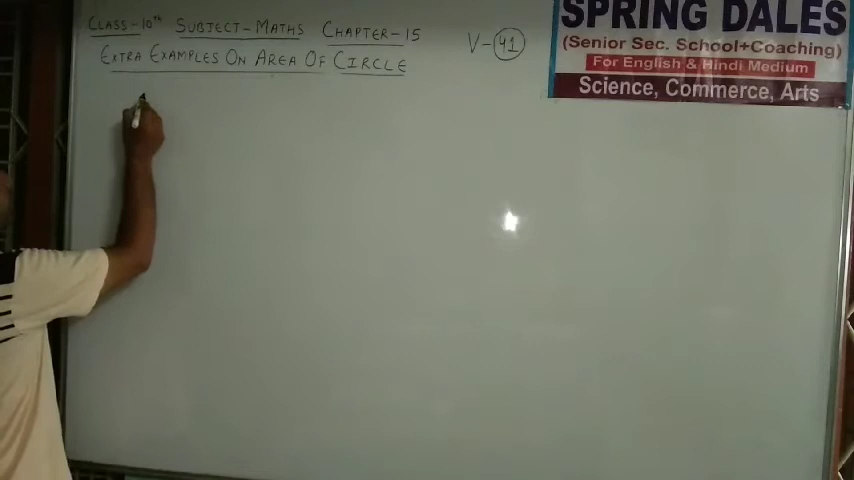 CLASS-10th SUBJECT-MATHS CHAPTER-15
EXTRA EXAMPLES ON AREA OF CIRCLE
V-41
SPRING DALES
(Senior Sec. School+Coaching)
For English & Hindi Medium
Science, Commerce, Arts